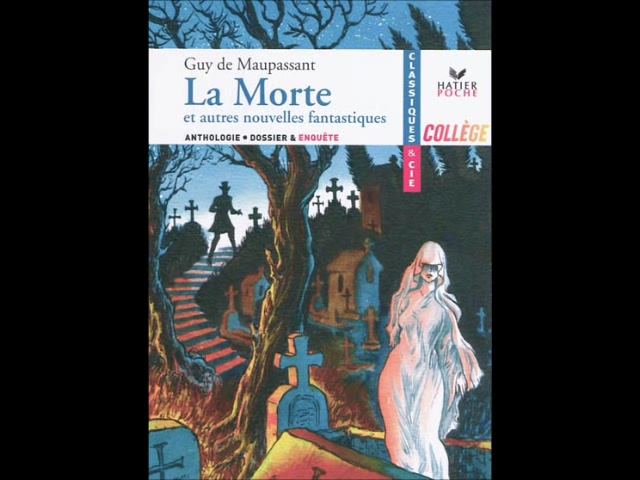 Guy de Maupassant
La Morte
et autres nouvelles fantastiques
ANTHOLOGIE • DOSSIER & ENQUÊTE
CLASSIQUES & CIE
HATIER
POCHE
COLLÈGE